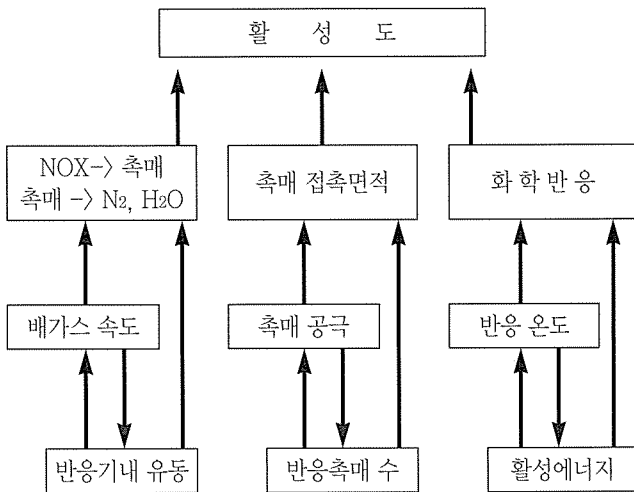 활 성 도
NOX-> 촉매
촉매 -> N₂, H₂O
촉매 접촉면적
화 학 반 응
배가스 속도
촉매 공극
반응 온도
반응기내 유동
반응촉매 수
활성에너지